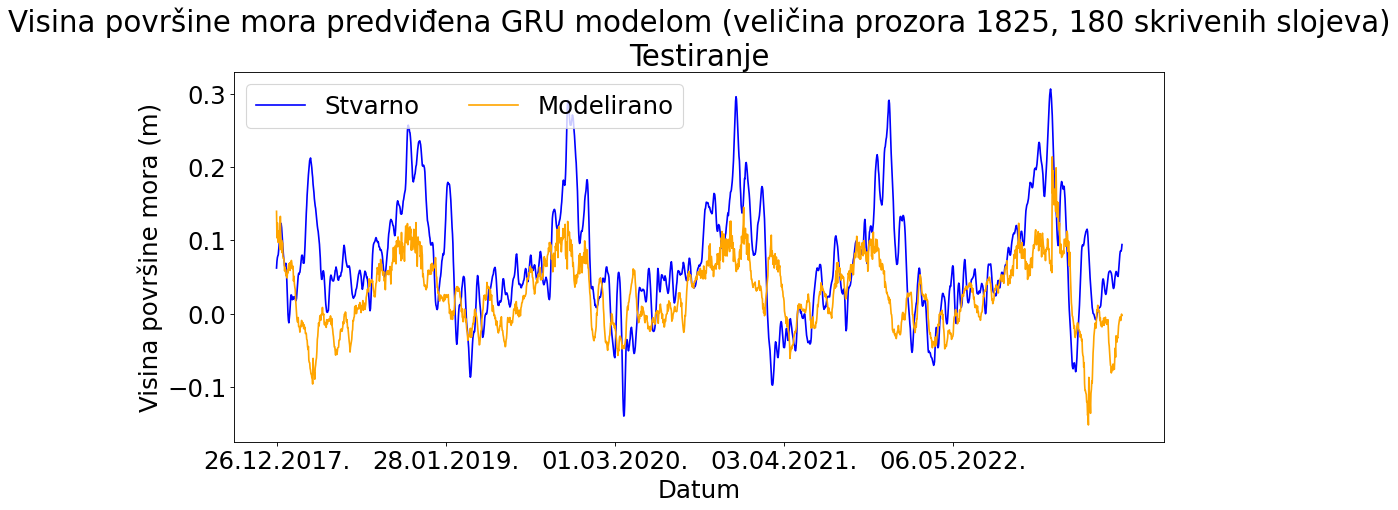 Visina površine mora predviđena GRU modelom (veličina prozora 1825, 180 skrivenih slojeva)
Testiranje
Stvarno Modelirano
Visina površine mora (m)
0.3
0.2
0.1
0.0
−0.1
26.12.2017. 28.01.2019. 01.03.2020. 03.04.2021. 06.05.2022.
Datum